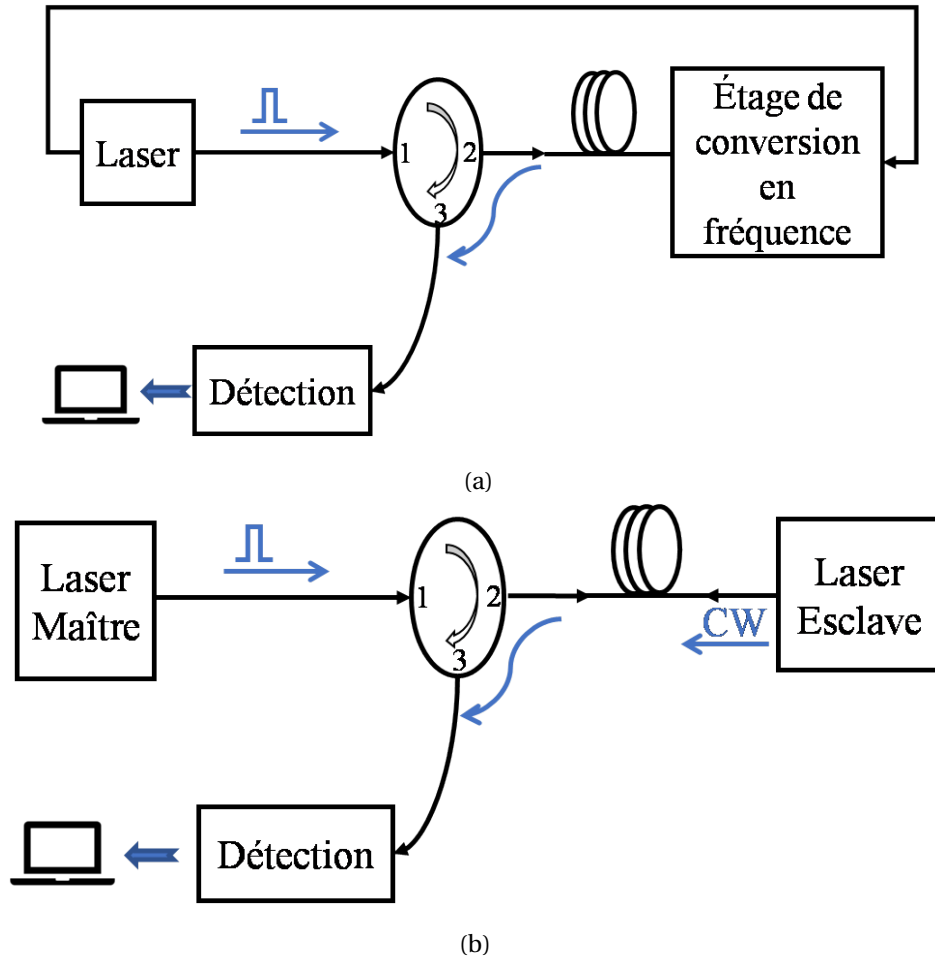 Laser
1
2
3
Étage de
conversion
en
fréquence
Détection
(a)
Laser
Maître
1
2
3
CW
Laser
Esclave
Détection
(b)